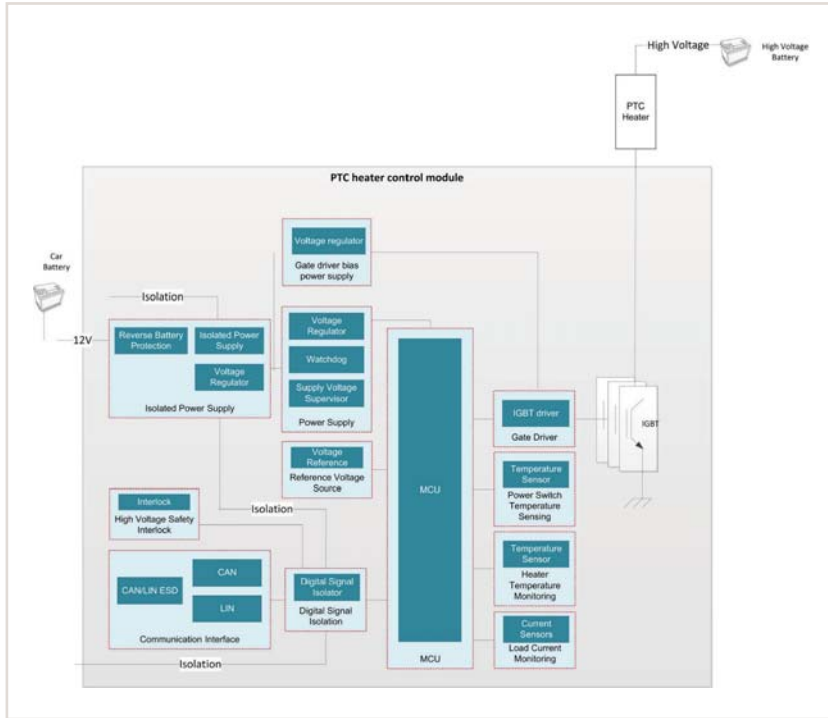 High Voltage
High Voltage
Battery
PTC
Heater
PTC heater control module
Car
Battery
12V
Isolation
Voltage regulator
Gate driver bias
power supply
Reverse Battery
Protection
Isolated Power
Supply
Voltage
Regulator
Isolated Power Supply
Voltage
Regulator
Watchdog
Supply Voltage
Supervisor
Power Supply
Voltage
Reference
Reference Voltage
Source
MCU
MCU
IGBT driver
Gate Driver
IGBT
Temperature
Sensor
Power Switch
Temperature
Sensing
Temperature
Sensor
Heater
Temperature
Monitoring
Current
Sensors
Load Current
Monitoring
Interlock
High Voltage Safety
Interlock
Isolation
CAN/LIN ESD
CAN
LIN
Communication Interface
Digital Signal
Isolator
Digital Signal
Isolation
Isolation